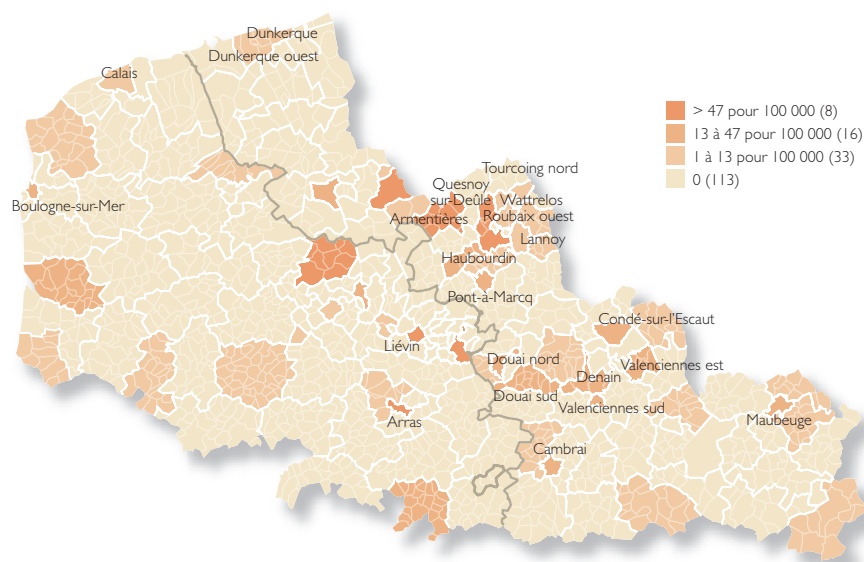 Dunkerque
Dunkerque ouest
Calais
> 47 pour 100 000 (8)
13 à 47 pour 100 000 (16)
1 à 13 pour 100 000 (33)
0 (113)
Tourcoing nord
Quesnoy
sur-Deûle
Wattrelos
Boulogne-sur-Mer
Armentières
Roubaix ouest
Lannoy
Haubourdin
Pont-à-Marcq
Condé-sur-l'Escaut
Liévin
Douai nord
Valenciennes est
Denain
Douai sud
Valenciennes sud
Maubeuge
Arras
Cambrai